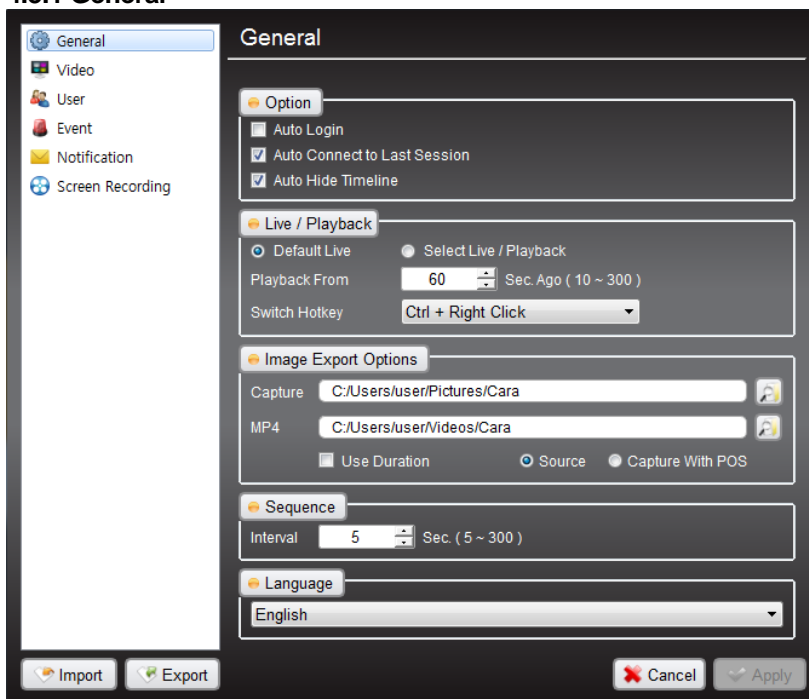 General
Video
User
Event
Notification
Screen Recording
General
Option
Auto Login
Auto Connect to Last Session
Auto Hide Timeline
Live / Playback
Default Live Select Live / Playback
Playback From 60 Sec. Ago ( 10 ~ 300 )
Switch Hotkey Ctrl + Right Click
Image Export Options
Capture C:/Users/user/Pictures/Cara
MP4 C:/Users/user/Videos/Cara
Use Duration Source Capture With POS
Sequence
Interval 5 Sec. ( 5 ~ 300 )
Language
English
Import Export Cancel Apply